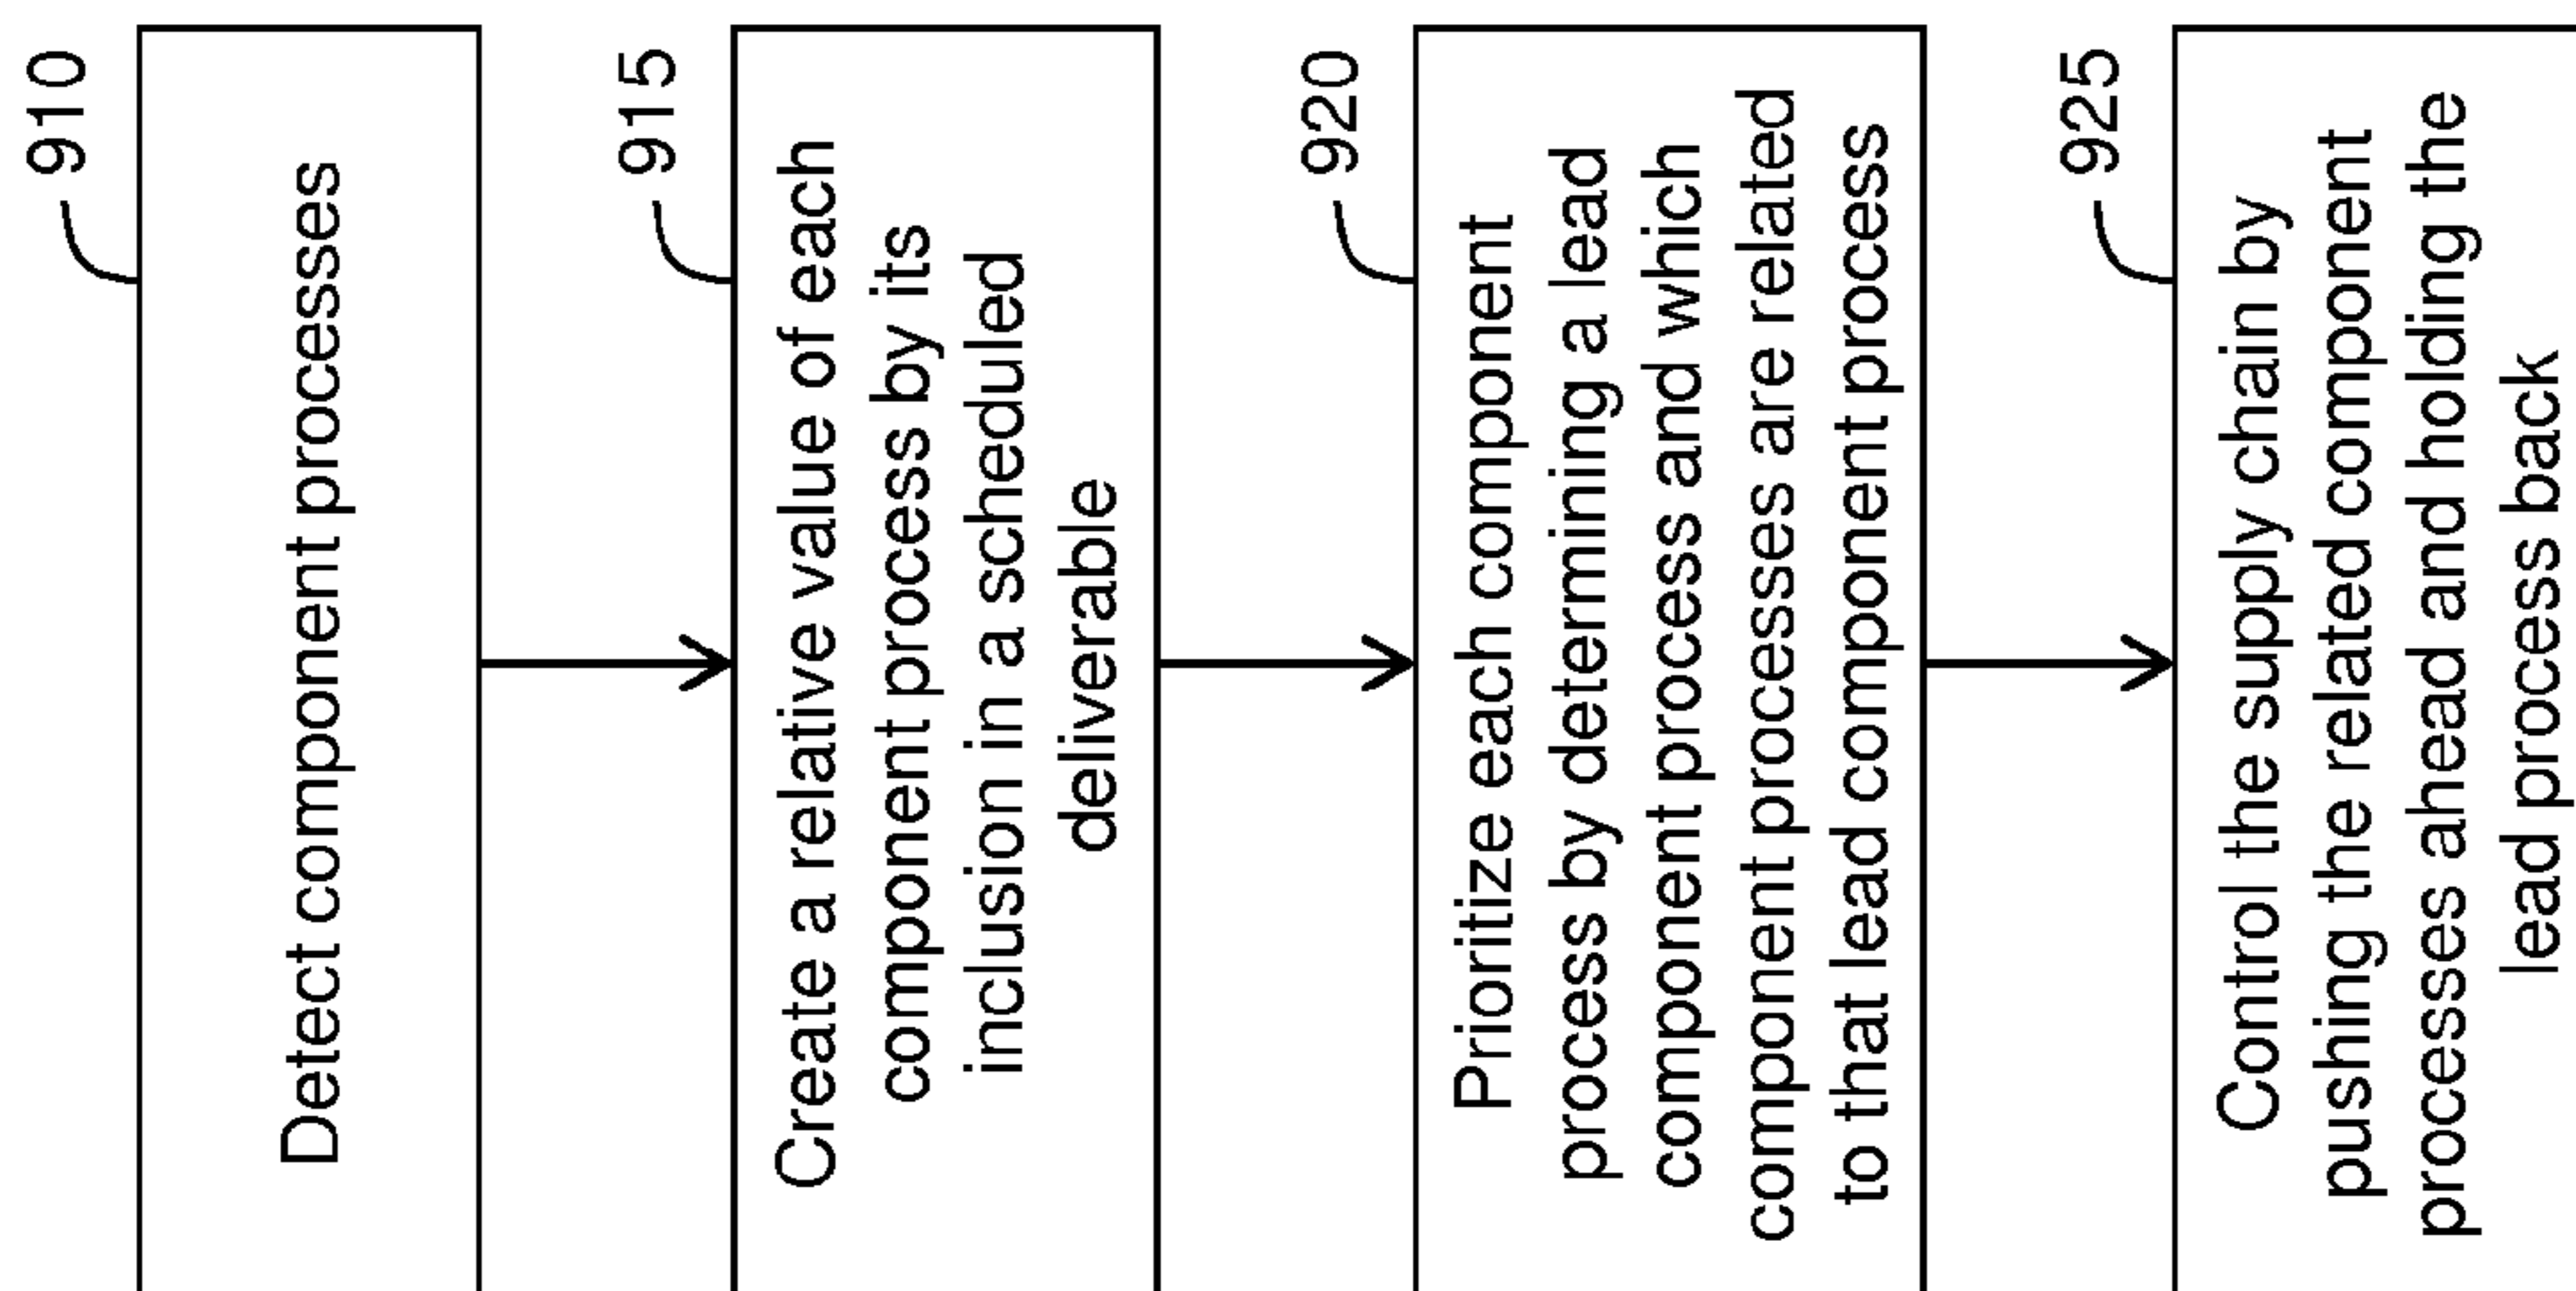 910
Detect component processes
915
Create a relative value of each
component process by its
inclusion in a scheduled
deliverable
920
Prioritize each component
process by determining a lead
component process and which
component processes are related
to that lead component process
925
Control the supply chain by
pushing the related component
processes ahead and holding the
lead process back